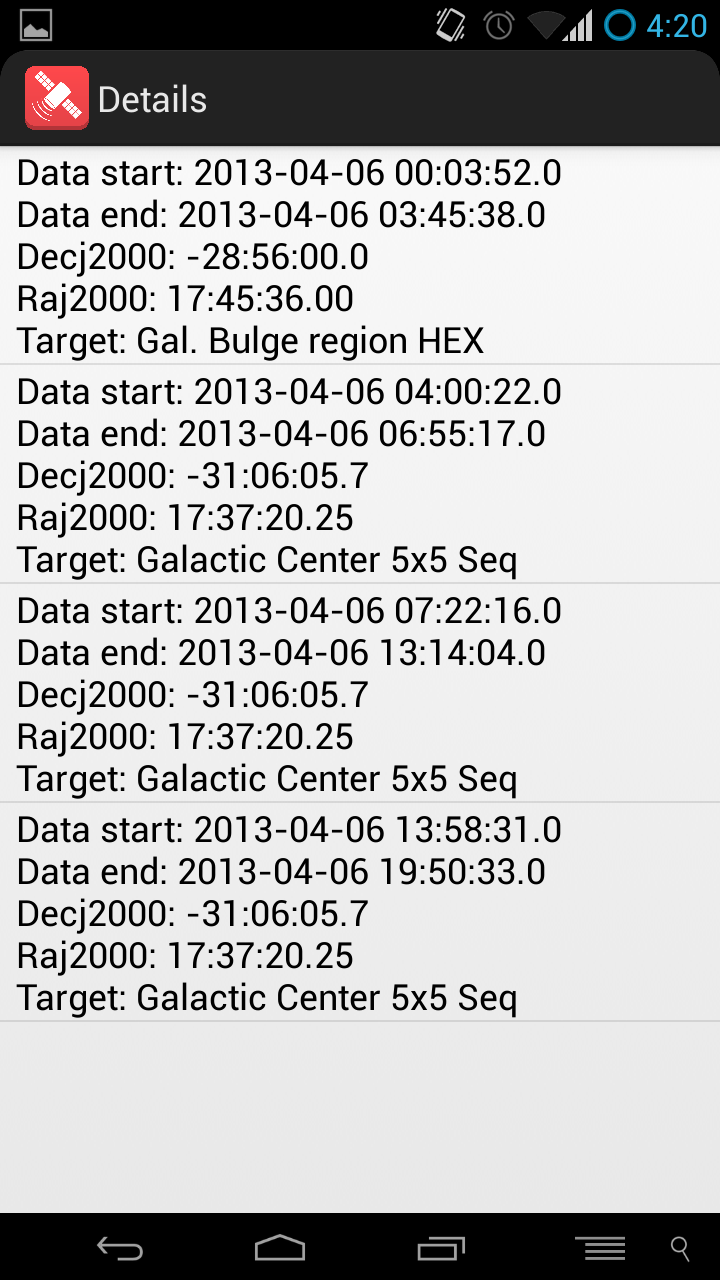 4:20
Details
Data start: 2013-04-06 00:03:52.0
Data end: 2013-04-06 03:45:38.0
Decj2000: -28:56:00.0
Raj2000: 17:45:36.00
Target: Gal. Bulge region HEX
Data start: 2013-04-06 04:00:22.0
Data end: 2013-04-06 06:55:17.0
Decj2000: -31:06:05.7
Raj2000: 17:37:20.25
Target: Galactic Center 5x5 Seq
Data start: 2013-04-06 07:22:16.0
Data end: 2013-04-06 13:14:04.0
Decj2000: -31:06:05.7
Raj2000: 17:37:20.25
Target: Galactic Center 5x5 Seq
Data start: 2013-04-06 13:58:31.0
Data end: 2013-04-06 19:50:33.0
Decj2000: -31:06:05.7
Raj2000: 17:37:20.25
Target: Galactic Center 5x5 Seq